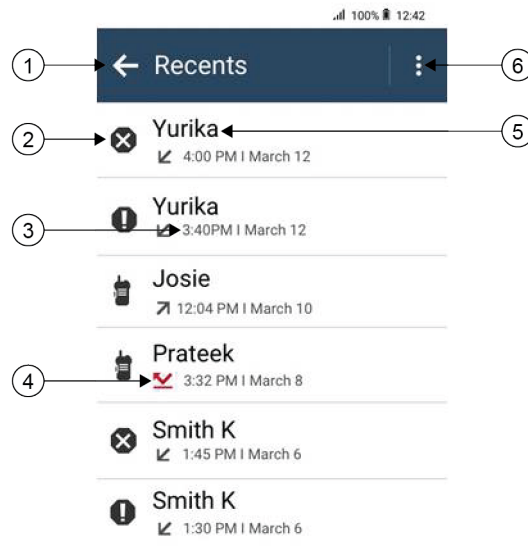 100% 12:42
1 Recents 6
2 Yurika 5
4:00 PM I March 12
Yurika
3 3:40PM I March 12
Josie
12:04 PM I March 10
Prateek
4 3:32 PM I March 8
Smith K
1:45 PM I March 6
Smith K
1:30 PM I March 6